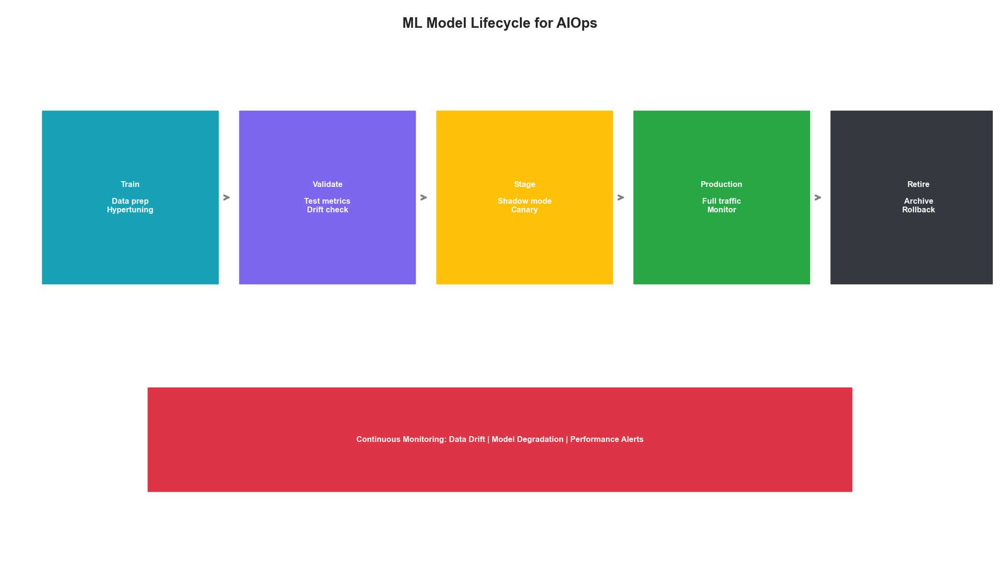 ML Model Lifecycle for AIOps
Train
Data prep
Hypertuning
Validate
Test metrics
Drift check
Stage
Shadow mode
Canary
Production
Full traffic
Monitor
Retire
Archive
Rollback
Continuous Monitoring: Data Drift | Model Degradation | Performance Alerts